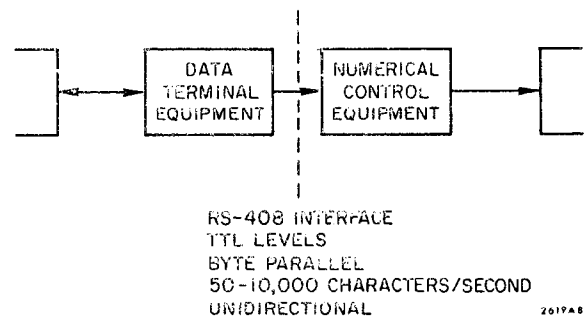 DATA
TERMINAL
EQUIPMENT
NUMERICAL
CONTROL
EQUIPMENT
RS-408 INTERFACE
TTL LEVELS
BYTE PARALLEL
50-10,000 CHARACTERS/SECOND
UNIDIRECTIONAL
2619A8